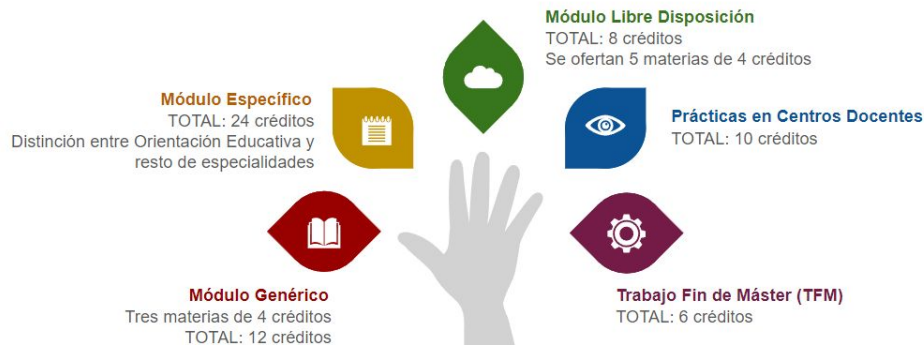 Módulo Libre Disposición
TOTAL: 8 créditos
Se ofertan 5 materias de 4 créditos
Módulo Específico
TOTAL: 24 créditos
Distinción entre Orientación Educativa y
resto de especialidades
Prácticas en Centros Docentes
TOTAL: 10 créditos
Módulo Genérico
Tres materias de 4 créditos
TOTAL: 12 créditos
Trabajo Fin de Máster (TFM)
TOTAL: 6 créditos